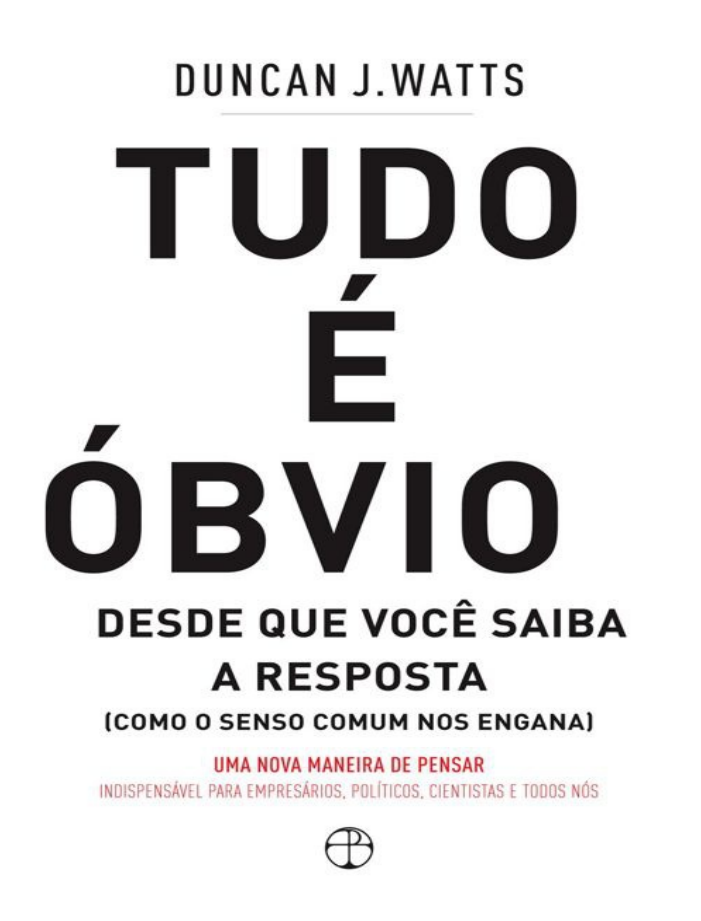 DUNCAN J.WATTS
TUDO
É
ÓBVIO
DESDE QUE VOCÊ SAIBA
A RESPOSTA
(COMO O SENSO COMUM NOS ENGANA)
UMA NOVA MANEIRA DE PENSAR
INDISPENSÁVEL PARA EMPRESÁRIOS, POLÍTICOS, CIENTISTAS E TODOS NÓS